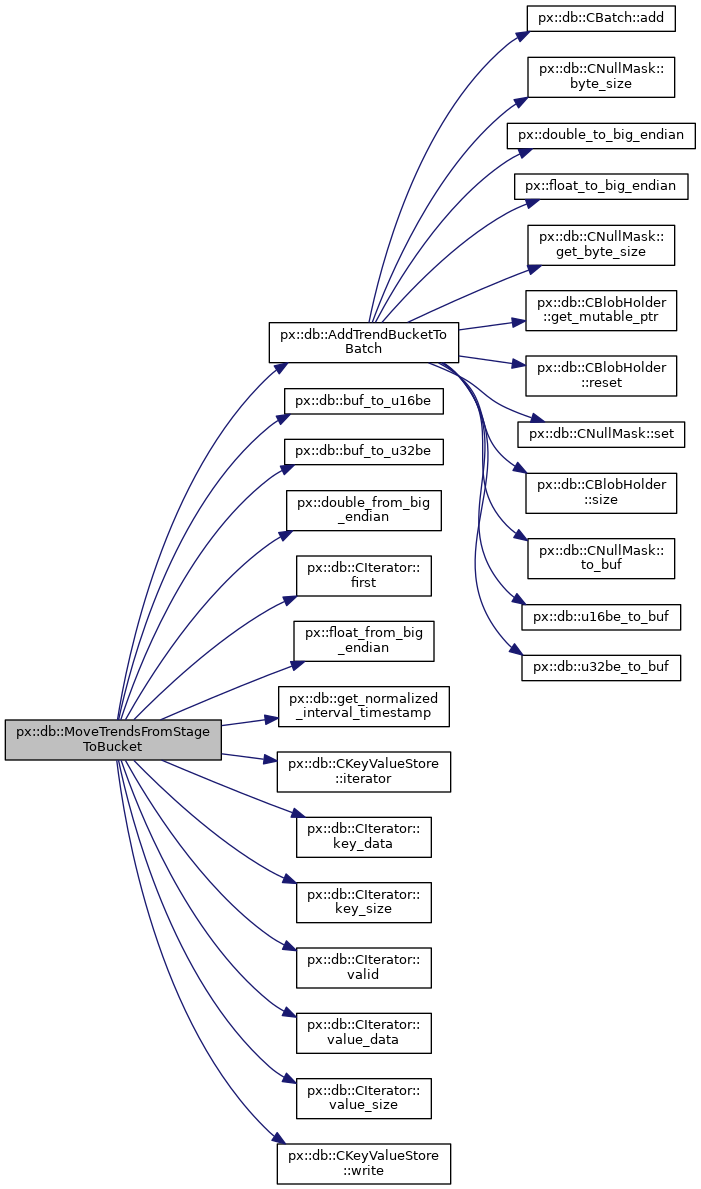 px::db::MoveTrendsFromStage
ToBucket
px::db::AddTrendBucketTo
Batch
px::db::buf_to_u16be
px::db::buf_to_u32be
px::double_from_big
_endian
px::db::CIterator::
first
px::float_from_big
_endian
px::db::get_normalized
_interval_timestamp
px::db::CKeyValueStore
::iterator
px::db::CIterator::
key_data
px::db::CIterator::
key_size
px::db::CIterator::
valid
px::db::CIterator::
value_data
px::db::CIterator::
value_size
px::db::CKeyValueStore
::write
px::db::CBatch::add
px::db::CNullMask::
byte_size
px::double_to_big_endian
px::float_to_big_endian
px::db::CNullMask::
get_byte_size
px::db::CBlobHolder
::get_mutable_ptr
px::db::CBlobHolder
::reset
px::db::CNullMask::set
px::db::CBlobHolder
::size
px::db::CNullMask::
to_buf
px::db::u16be_to_buf
px::db::u32be_to_buf